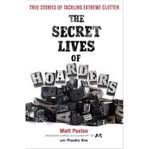 TRUE STORIES OF TACKLING EXTREME CLUTTER
THE
SECRET
LIVES
OF
HOARDERS
Matt Paxton
with Phaedra Hise